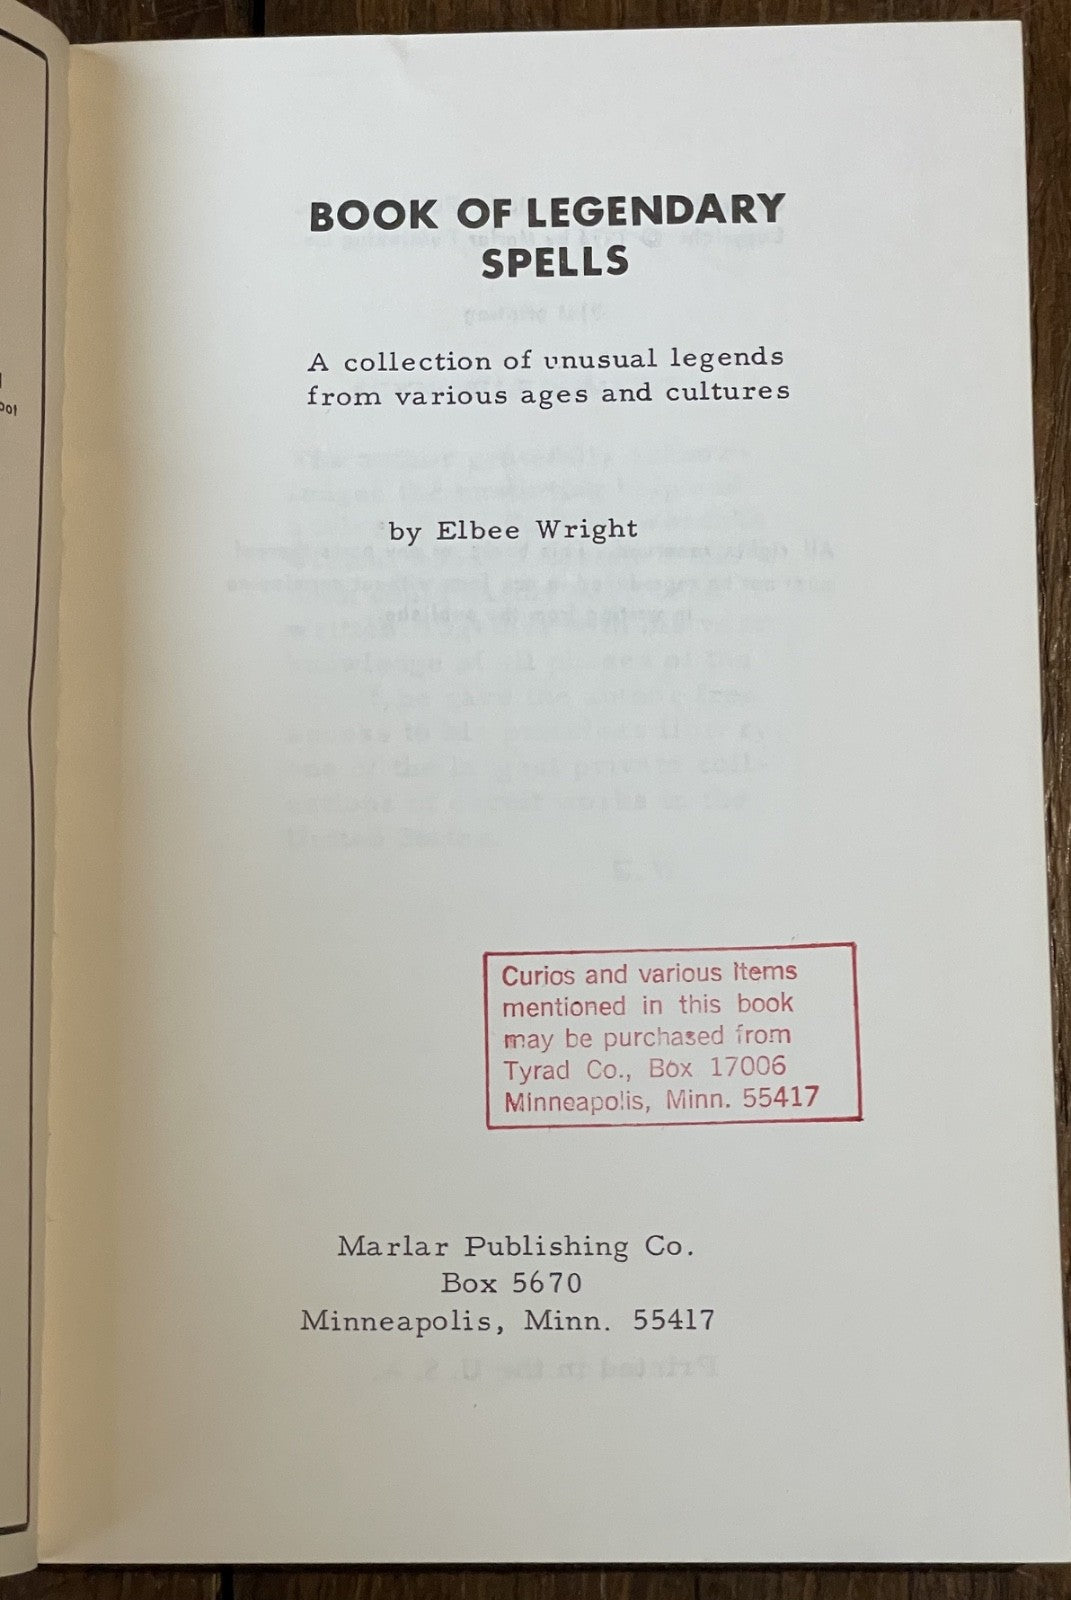 BOOK OF LEGENDARY
SPELLS
A collection of unusual legends
from various ages and cultures
by Elbee Wright
Curios and various items
mentioned in this book
may be purchased from
Tyrad Co., Box 17006
Minneapolis, Minn. 55417
Marlar Publishing Co.
Box 5670
Minneapolis, Minn. 55417